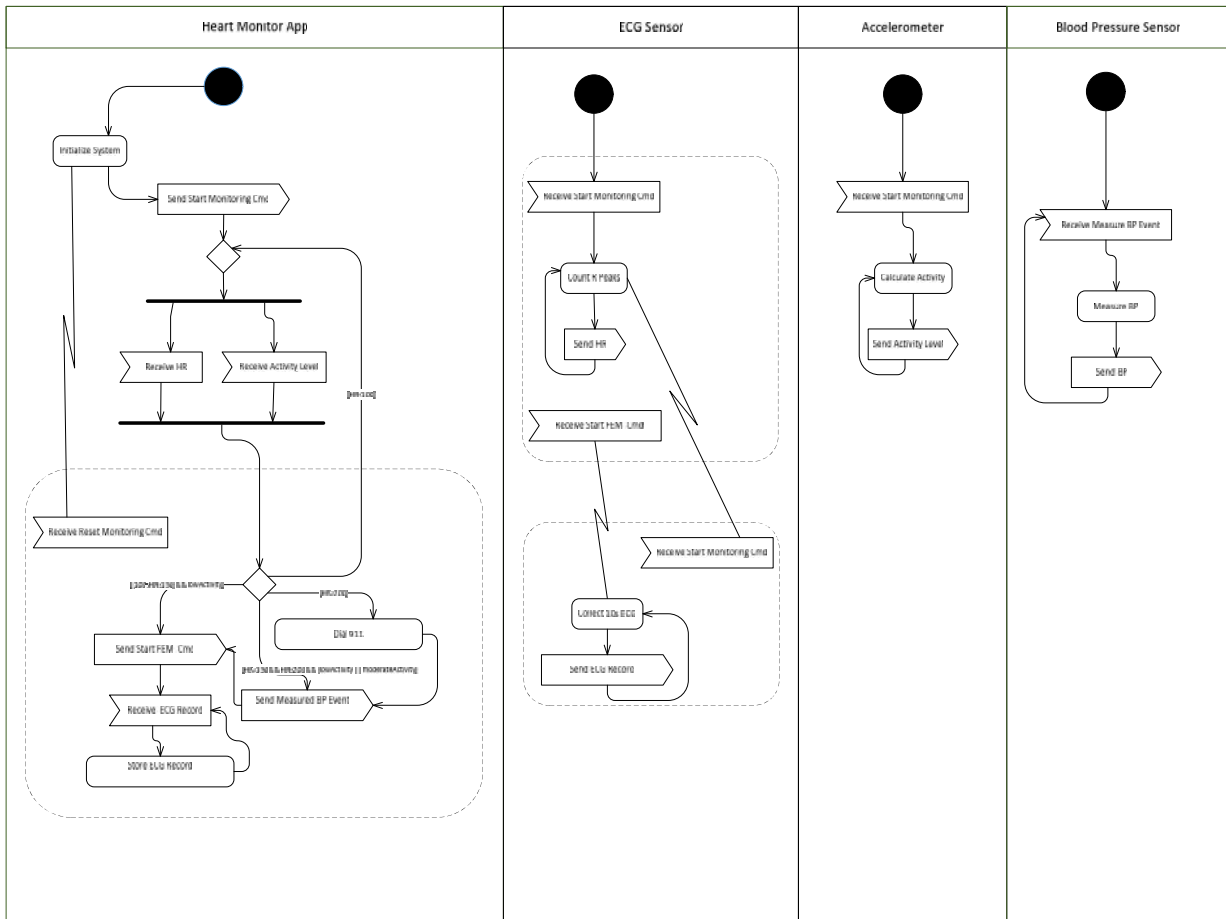 Heart Monitor App
ECG Sensor
Accelerometer
Blood Pressure Sensor
Initialize System
Send Start Monitoring Cmd
Receive HR
Receive Activity Level
Receive Reset Monitoring Cmd
Dial 911
Send Start FEM Cmd
Send Measured BP Event
Receive ECG Record
Store ECG Record
Receive Start Monitoring Cmd
Count R Peaks
Send HR
Receive Start FEM Cmd
Receive Start Monitoring Cmd
Collect 10s ECG
Send ECG Record
Receive Start Monitoring Cmd
Calculate Activity
Send Activity Level
Receive Measure BP Event
Measure BP
Send BP